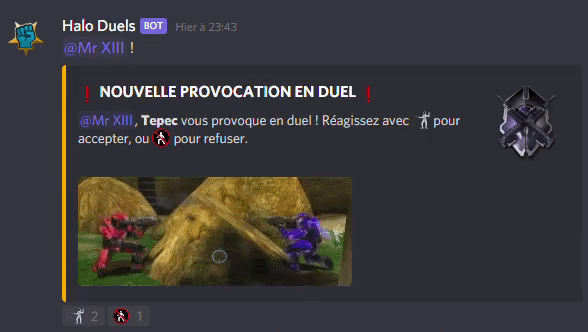 Halo Duels BOT Hier à 23:43
@Mr XIII !
❗ NOUVELLE PROVOCATION EN DUEL ❗
@Mr XIII, Tepec vous provoque en duel ! Réagissez avec pour
accepter, ou pour refuser.
2 1